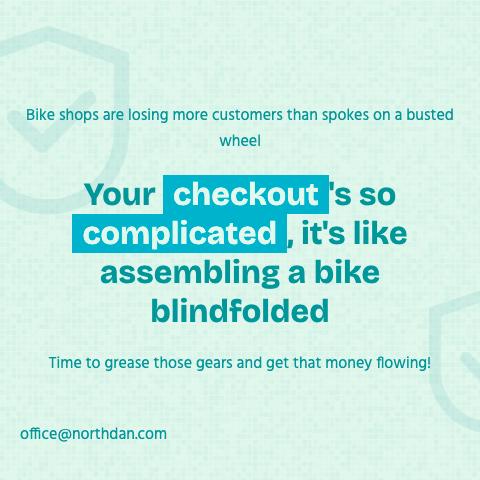 Bike shops are losing more customers than spokes on a busted
wheel
Your checkout's so
complicated, it's like
assembling a bike
blindfolded
Time to grease those gears and get that money flowing!
office@northdan.com